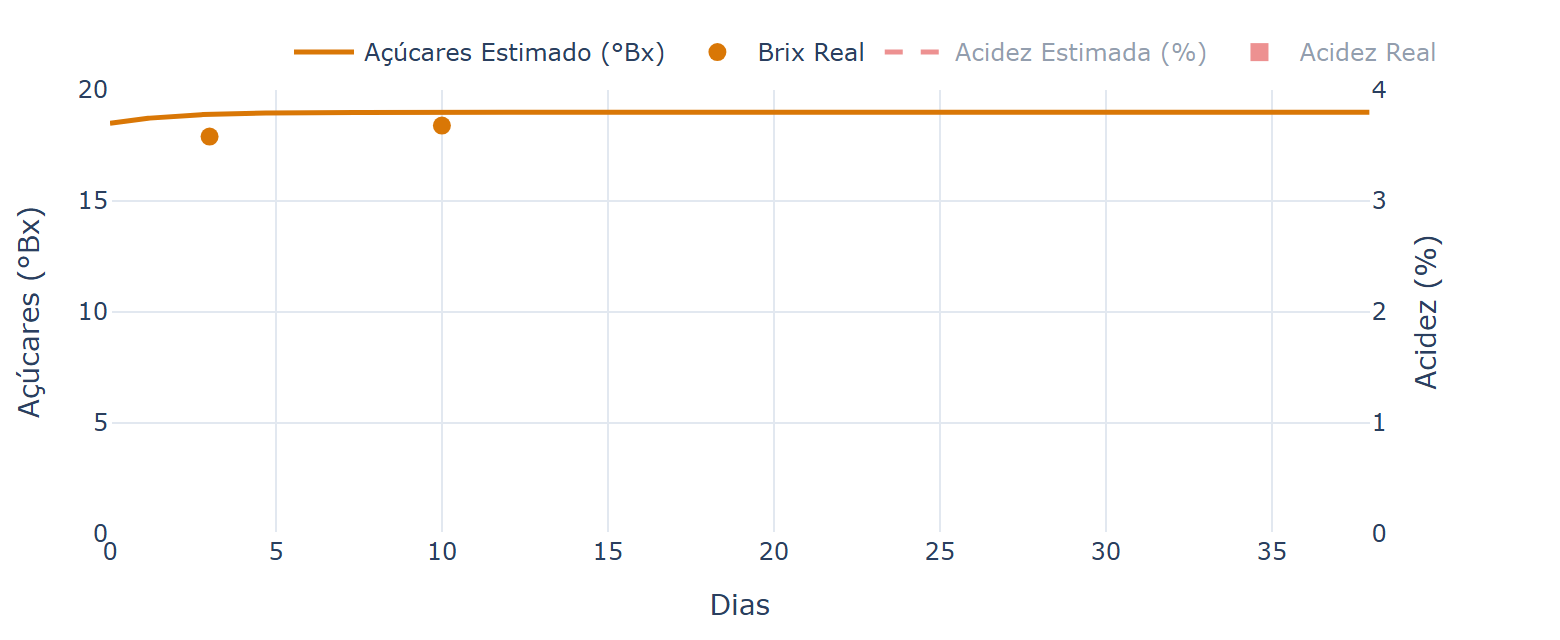 Açúcares Estimado (°Bx) Brix Real Acidez Estimada (%) Acidez Real
20 4
15 3
10 2
5 1
0 0
0 5 10 15 20 25 30 35
Açúcares (°Bx)
Acidez (%)
Dias